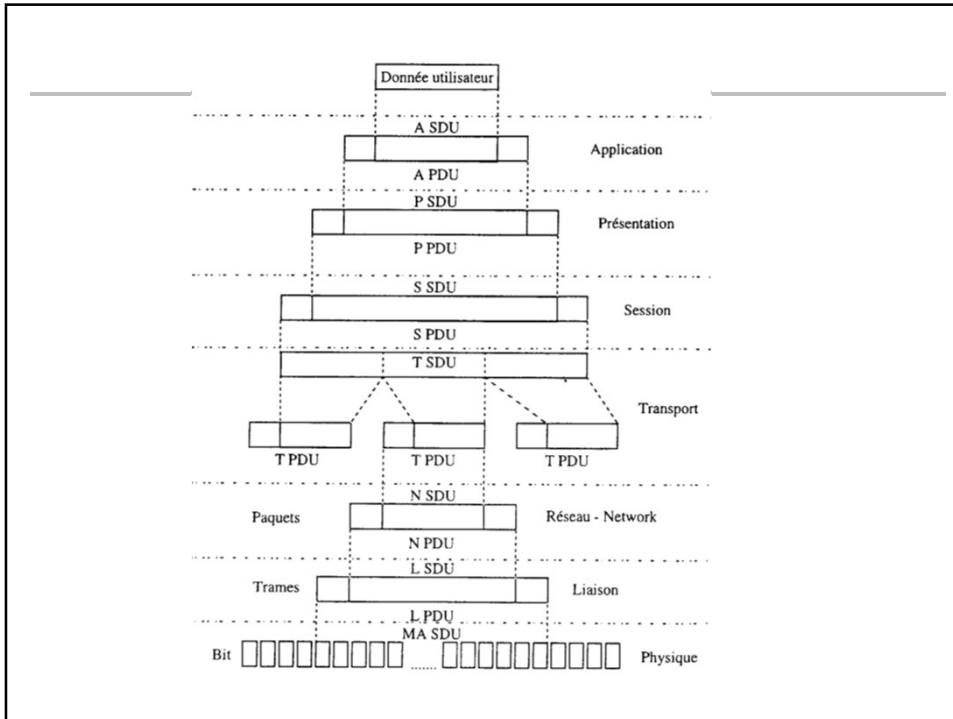 Donnée utilisateur
A SDU
Application
A PDU
P SDU
Présentation
P PDU
S SDU
Session
S PDU
T SDU
Transport
T PDU T PDU T PDU
N SDU
Paquets Réseau - Network
N PDU
L SDU
Trames Liaison
L PDU
MA SDU
Bit ....... Physique